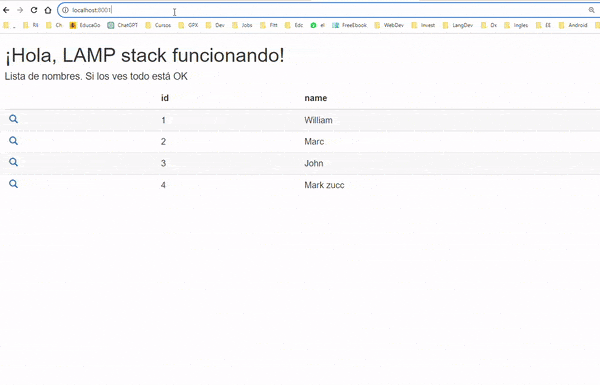 localhost:8001
R6 Ch EducaGo ChatGPT Cursos GPX Dev Jobs Fitt Edc el FreeEbook WebDev Invest LangDev Dx Ingles EE Android
¡Hola, LAMP stack funcionando!
Lista de nombres. Si los ves todo está OK
id name
1 William
2 Marc
3 John
4 Mark zucc